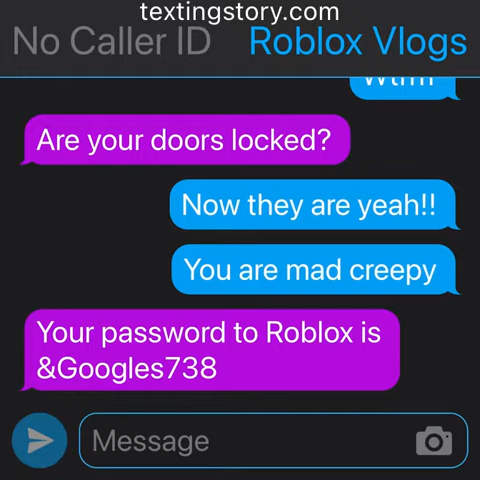 textingstory.com
No Caller ID Roblox Vlogs
Are your doors locked?
Now they are yeah!!
You are mad creepy
Your password to Roblox is
&Googles738
Message